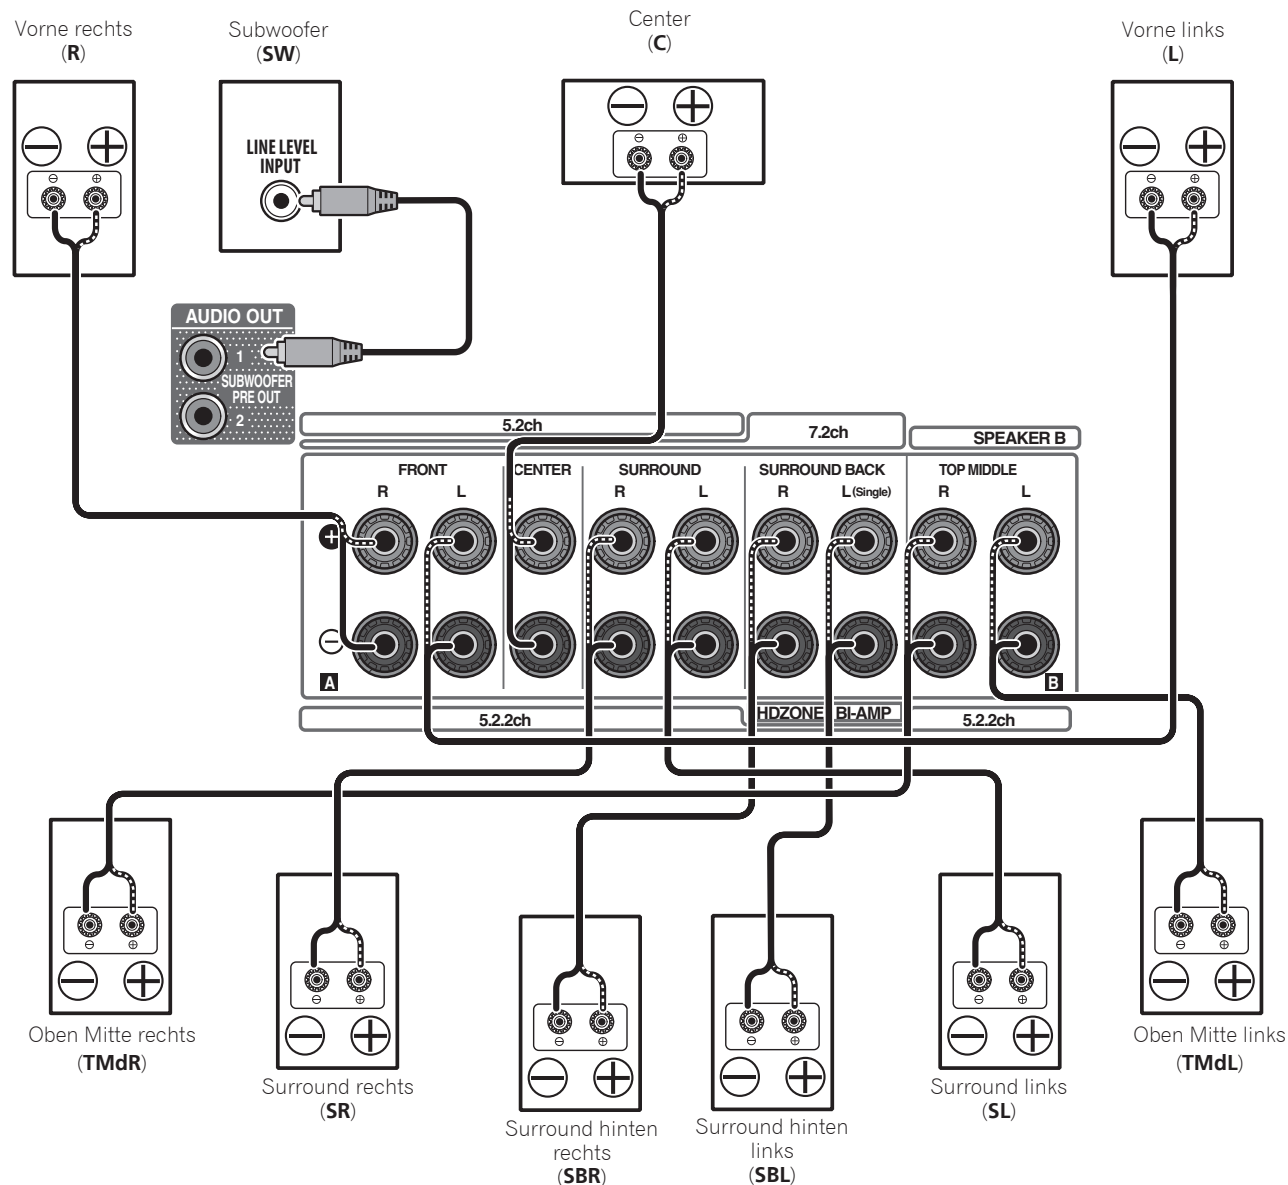 Vorne rechts
(R)
Subwoofer
(SW)
Center
(C)
Vorne links
(L)
LINE LEVEL
INPUT
AUDIO OUT
1
SUBWOOFER
PRE OUT
2
5.2ch
7.2ch
SPEAKER B
FRONT
CENTER
SURROUND
SURROUND BACK
TOP MIDDLE
R
L
R
L
R
L (Single)
R
L
A
B
5.2.2ch
HDZONE
BI-AMP
5.2.2ch
Oben Mitte rechts
(TMdR)
Surround rechts
(SR)
Surround hinten
rechts
(SBR)
Surround hinten
links
(SBL)
Surround links
(SL)
Oben Mitte links
(TMdL)